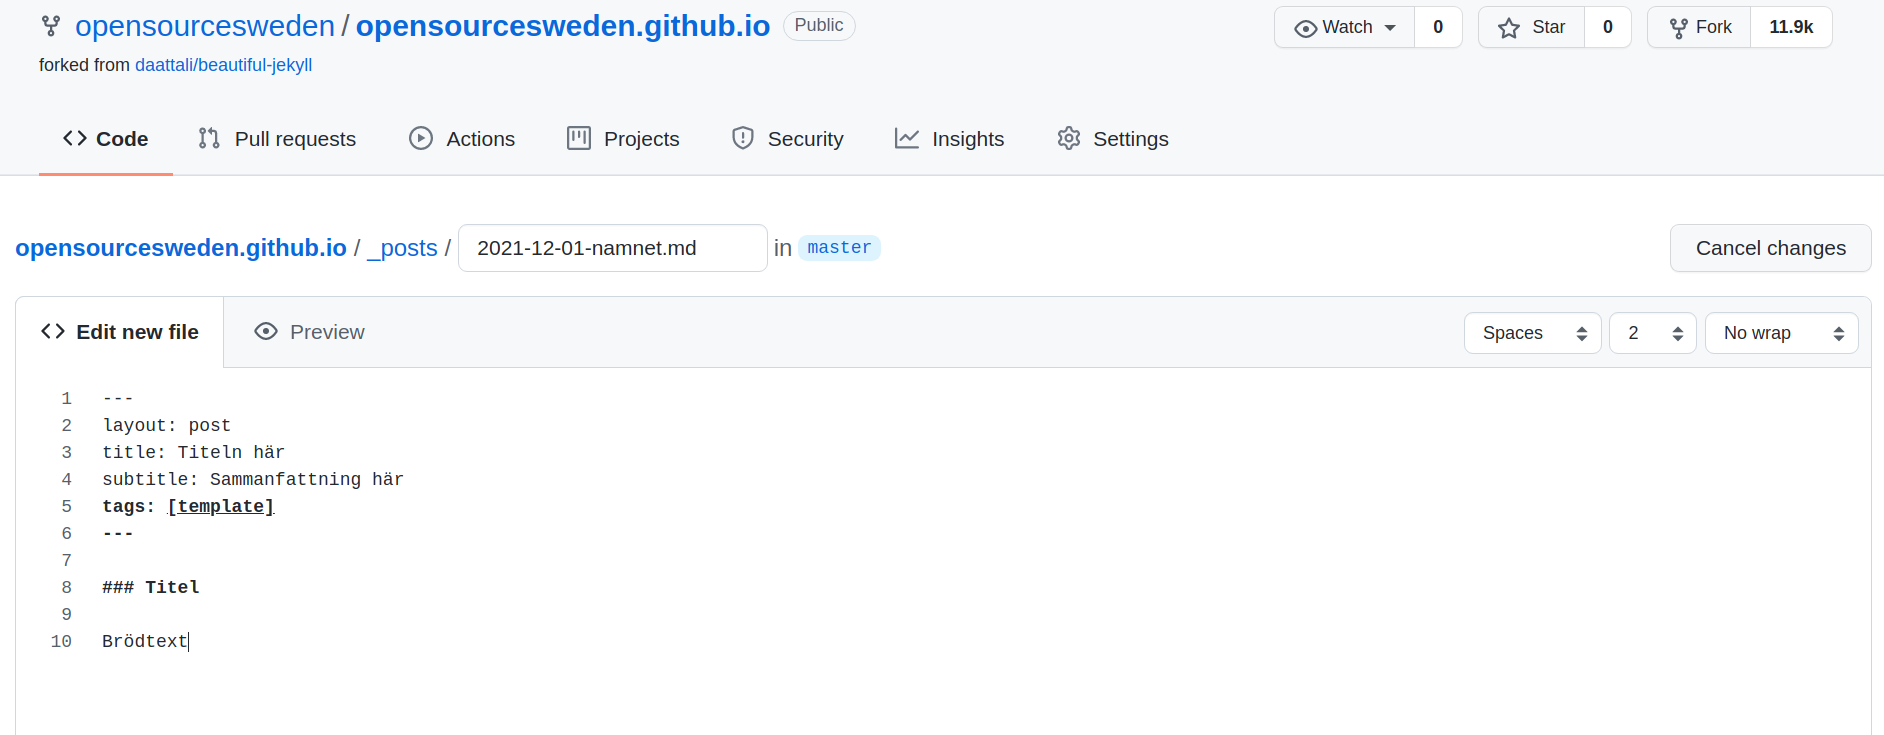 opensourcesweden / opensourcesweden.github.io Public Watch 0 Star 0 Fork 11.9k
forked from daattali/beautiful-jekyll
Code Pull requests Actions Projects Security Insights Settings
opensourcesweden.github.io / _posts / 2021-12-01-namnet.md in master Cancel changes
Edit new file Preview Spaces 2 No wrap
1 ---
2 layout: post
3 title: Titeln här
4 subtitle: Sammanfattning här
5 tags: [template]
6 ---
7
8 ### Titel
9
10 Brödtext